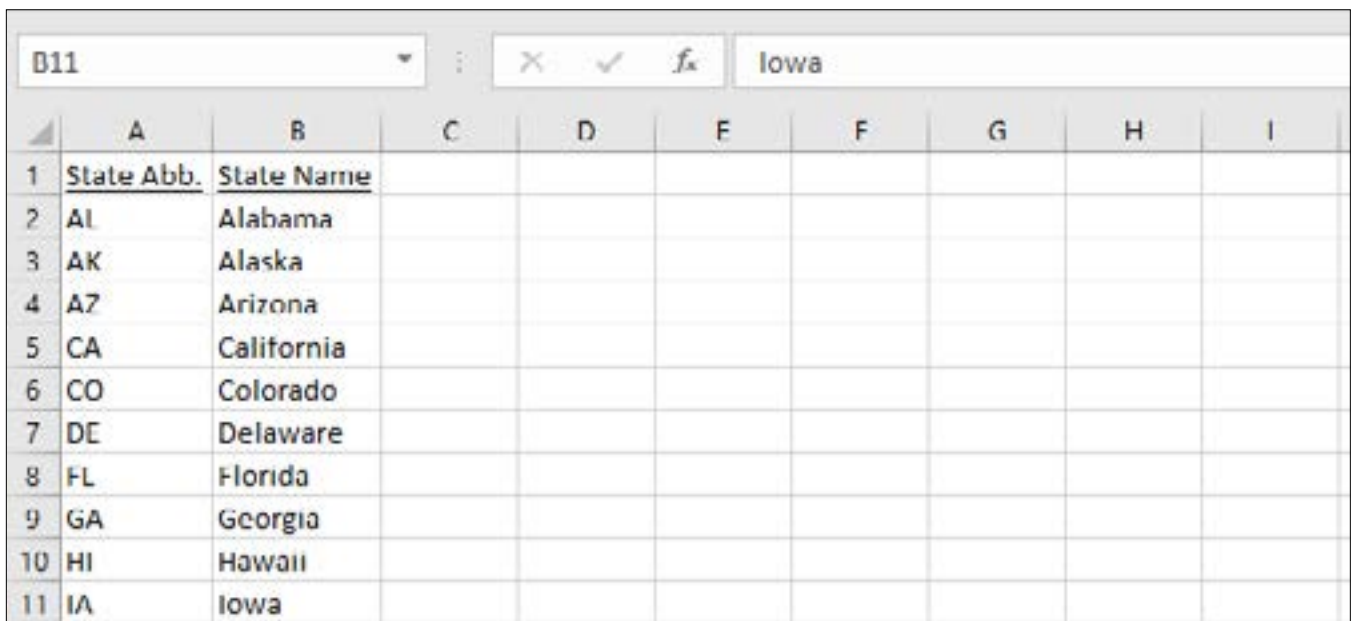 B11 fx Iowa
A B C D E F G H I
1 State Abb. State Name
2 AL Alabama
3 AK Alaska
4 AZ Arizona
5 CA California
6 CO Colorado
7 DE Delaware
8 FL Florida
9 GA Georgia
10 HI Hawaii
11 IA Iowa